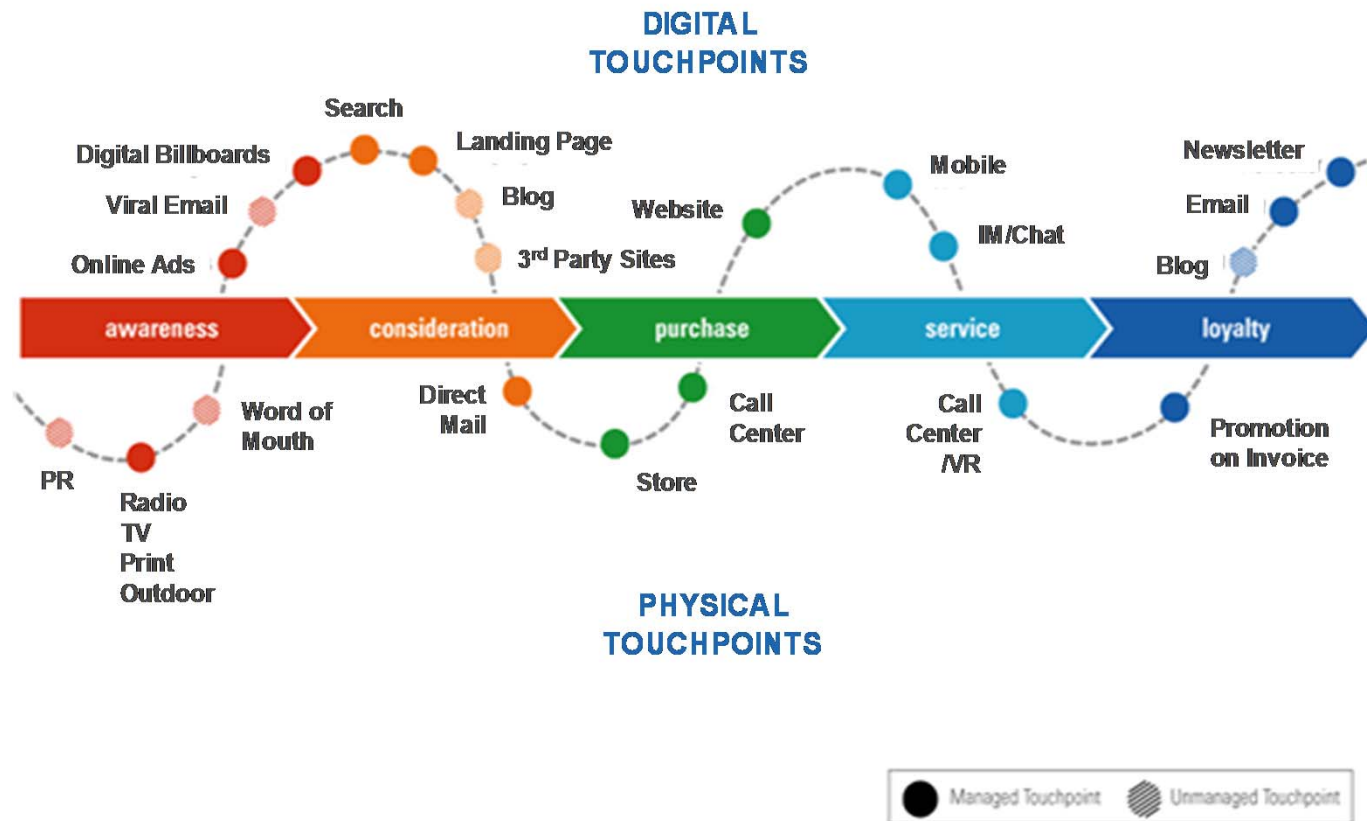 DIGITAL
TOUCHPOINTS
Search
Digital Billboards
Landing Page
Viral Email
Blog
Online Ads
3rd Party Sites
Website
Mobile
IM/Chat
Newsletter
Email
Blog
awareness
consideration
purchase
service
loyalty
PR
Radio
TV
Print
Outdoor
Word of
Mouth
Direct
Mail
Store
Call
Center
Call
Center
/VR
Promotion
on Invoice
PHYSICAL
TOUCHPOINTS
Managed Touchpoint
Unmanaged Touchpoint